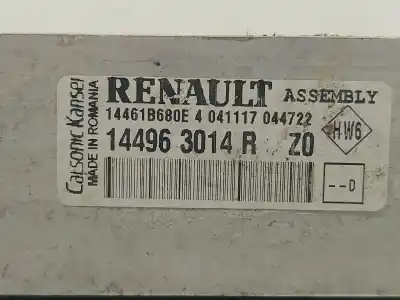 Calsonic Kansei
MADE IN ROMANIA
RENAULT ASSEMBLY
14461B680E 4 041117 044722
HW6
14496 3014 R Z0
--D